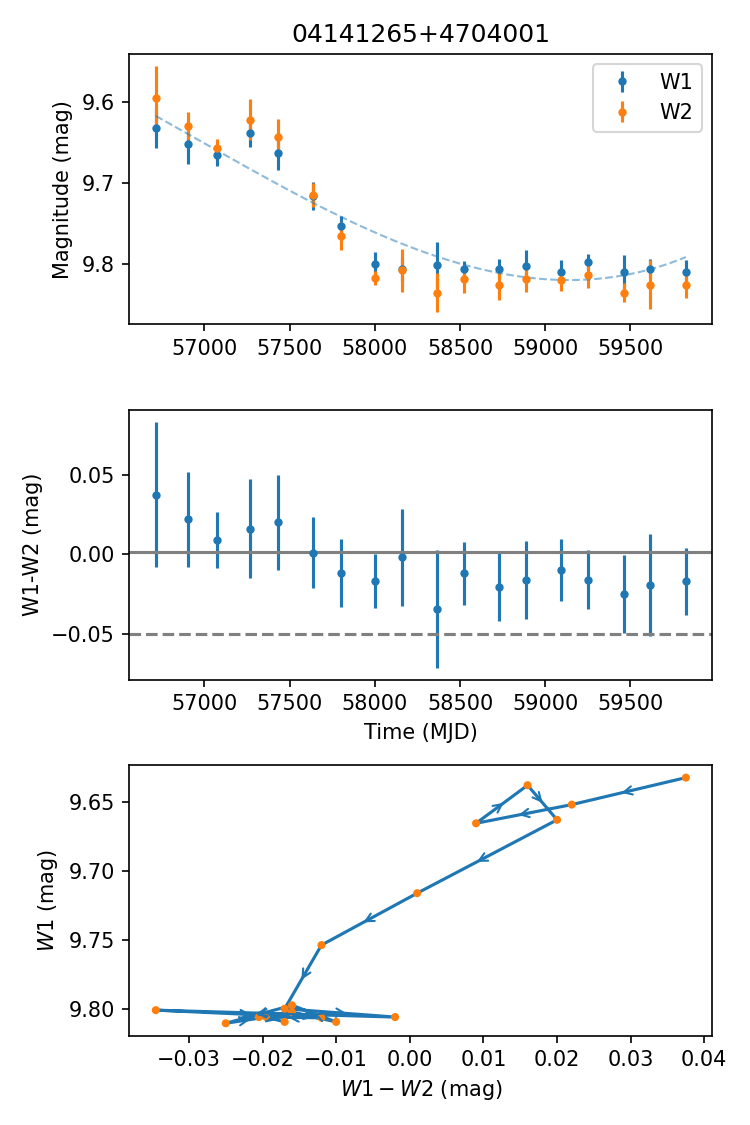 04141265+4704001
Magnitude (mag)
9.6
9.7
9.8
W1
W2
57000 57500 58000 58500 59000 59500
W1-W2 (mag)
0.05
0.00
−0.05
57000 57500 58000 58500 59000 59500
Time (MJD)
W1 (mag)
9.65
9.70
9.75
9.80
−0.03 −0.02 −0.01 0.00 0.01 0.02 0.03 0.04
W1 − W2 (mag)